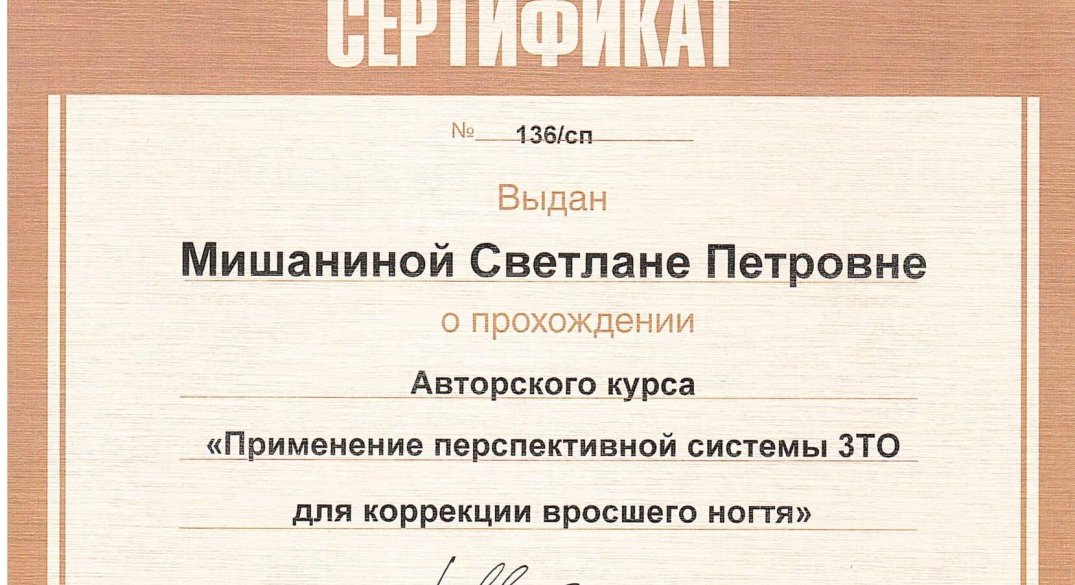 СЕРТИФИКАТ
№ 136/сп
Выдан
Мишаниной Светлане Петровне
о прохождении
Авторского курса
«Применение перспективной системы 3ТО
для коррекции вросшего ногтя»